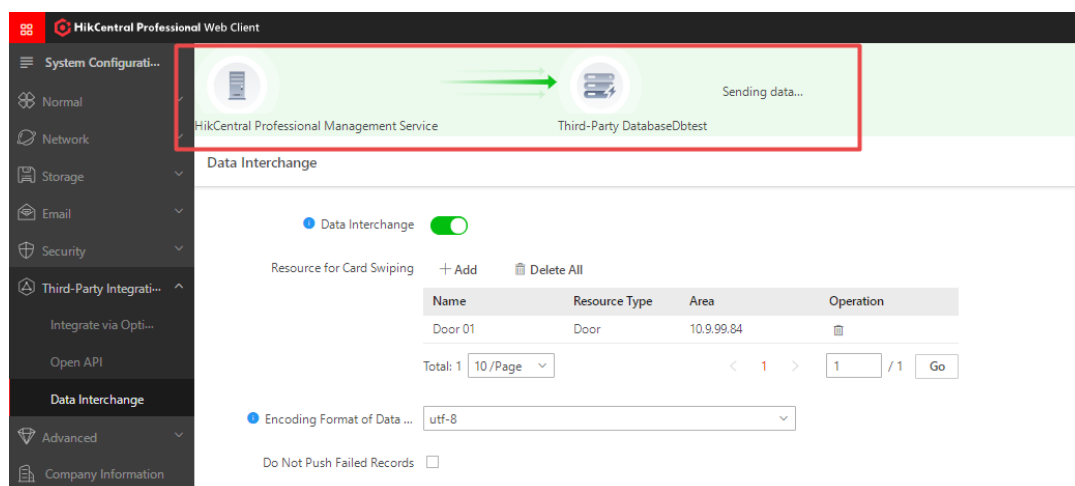 HikCentral Professional Web Client
System Configurati...
Normal
Network
Storage
Email
Security
Third-Party Integrati...
Integrate via Opti...
Open API
Data Interchange
Advanced
Company Information
HikCentral Professional Management Service
Third-Party DatabaseDbtest
Sending data...
Data Interchange
Data Interchange
Resource for Card Swiping
Add
Delete All
Name Resource Type Area Operation
Door 01 Door 10.9.99.84
Total: 1 10 /Page < 1 > 1 / 1 Go
Encoding Format of Data ... utf-8
Do Not Push Failed Records